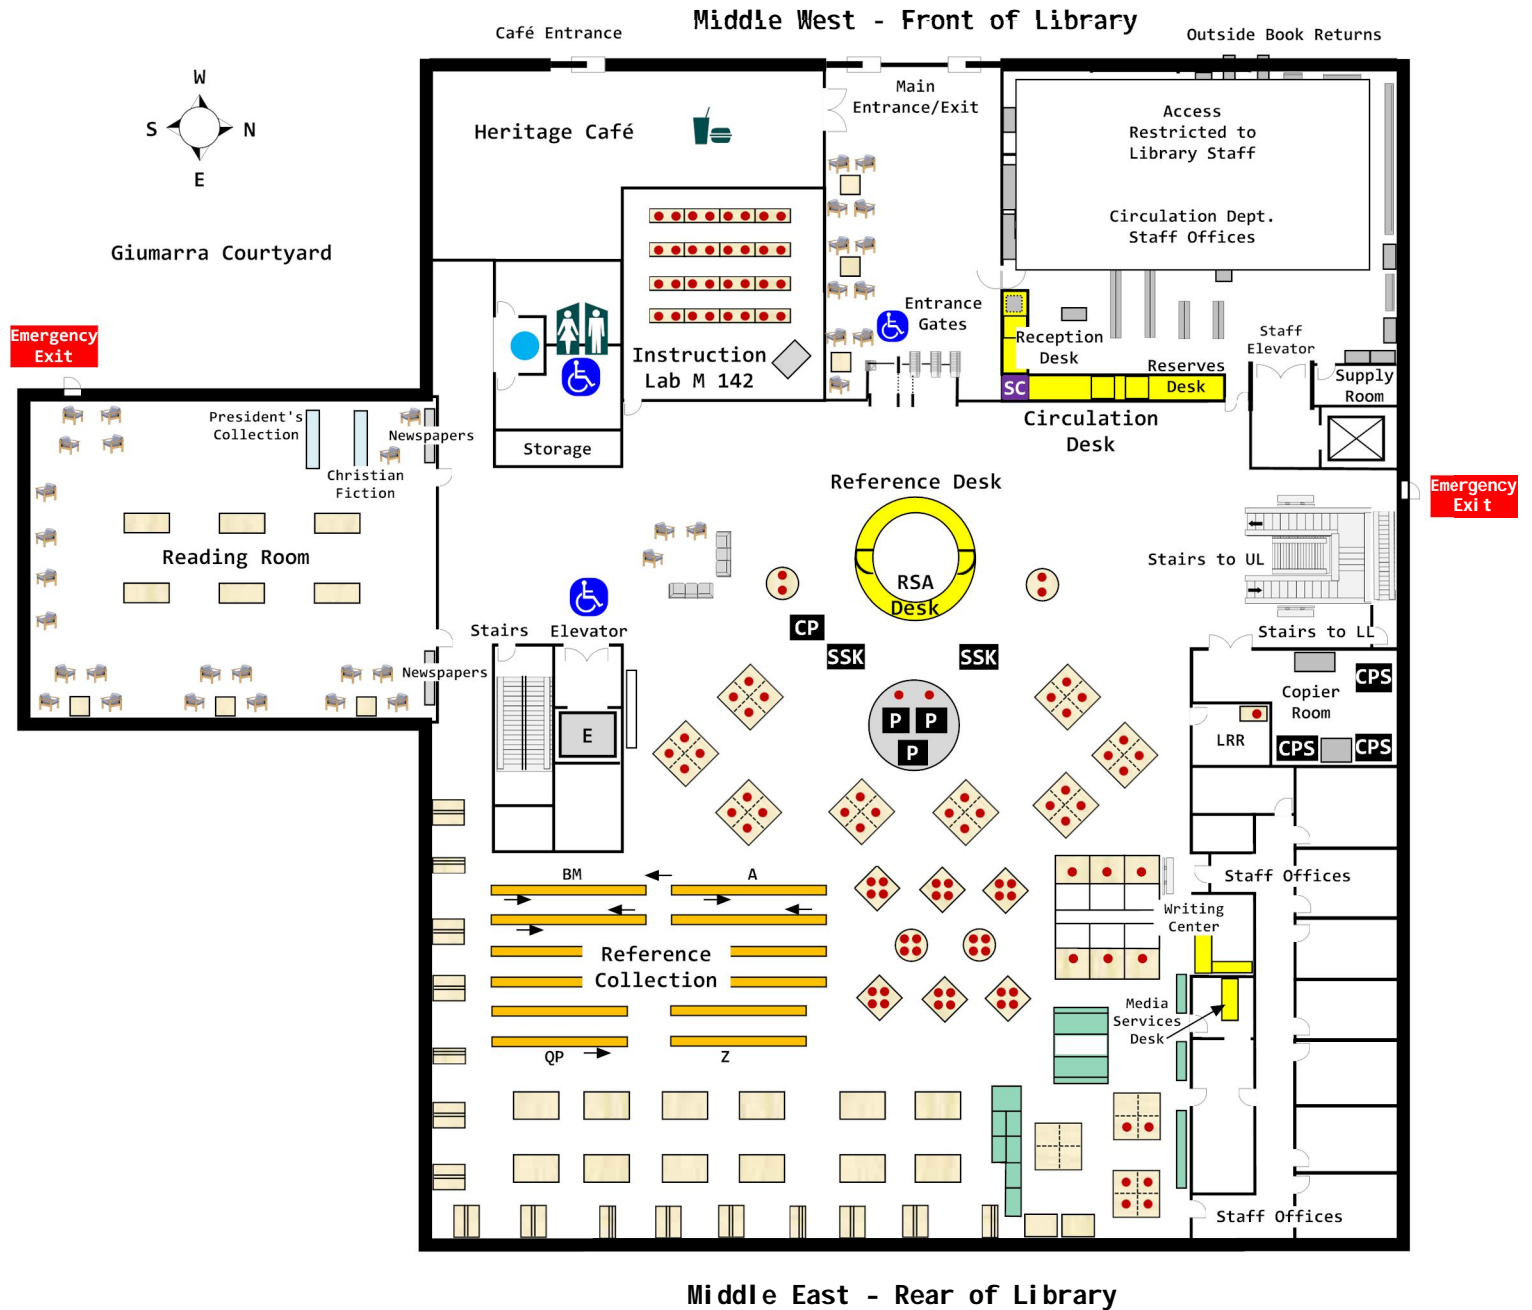 Middle West - Front of Library
Café Entrance
Outside Book Returns
W
S
N
E
Main
Entrance/Exit
Access
Restricted to
Library Staff
Heritage Café
Circulation Dept.
Staff Offices
Giumarra Courtyard
Entrance
Gates
Emergency
Exit
Reception
Desk
Staff
Elevator
Instruction
Lab M 142
Reserves
Desk
Supply
Room
SC
Circulation
Desk
President's
Collection
Newspapers
Storage
Christian
Fiction
Reference Desk
Emergency
Exit
Reading Room
Stairs to UL
RSA
Desk
Stairs
Elevator
CP
Stairs to LL
SSK
SSK
Newspapers
CPS
Copier
Room
P
P
E
LRR
P
CPS
CPS
BM
A
Staff Offices
Writing
Center
Reference
Collection
Media
Services
Desk
QP
Z
Staff Offices
Middle East - Rear of Library